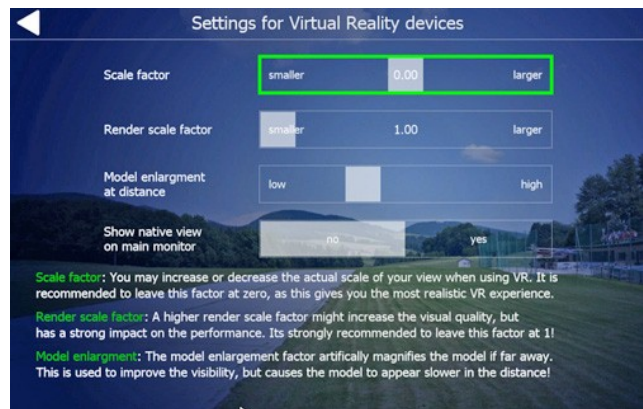 Settings for Virtual Reality devices
Scale factor
smaller 0.00 larger
Render scale factor
smaller 1.00 larger
Model enlargment
at distance
low high
Show native view
on main monitor
no yes
Scale factor: You may increase or decrease the actual scale of your view when using VR. It is
recommended to leave this factor at zero, as this gives you the most realistic VR experience.
Render scale factor: A higher render scale factor might increase the visual quality, but
has a strong impact on the performance. Its strongly recommended to leave this factor at 1!
Model enlargment: The model enlargement factor artifically magnifies the model if far away.
This is used to improve the visibility, but causes the model to appear slower in the distance!